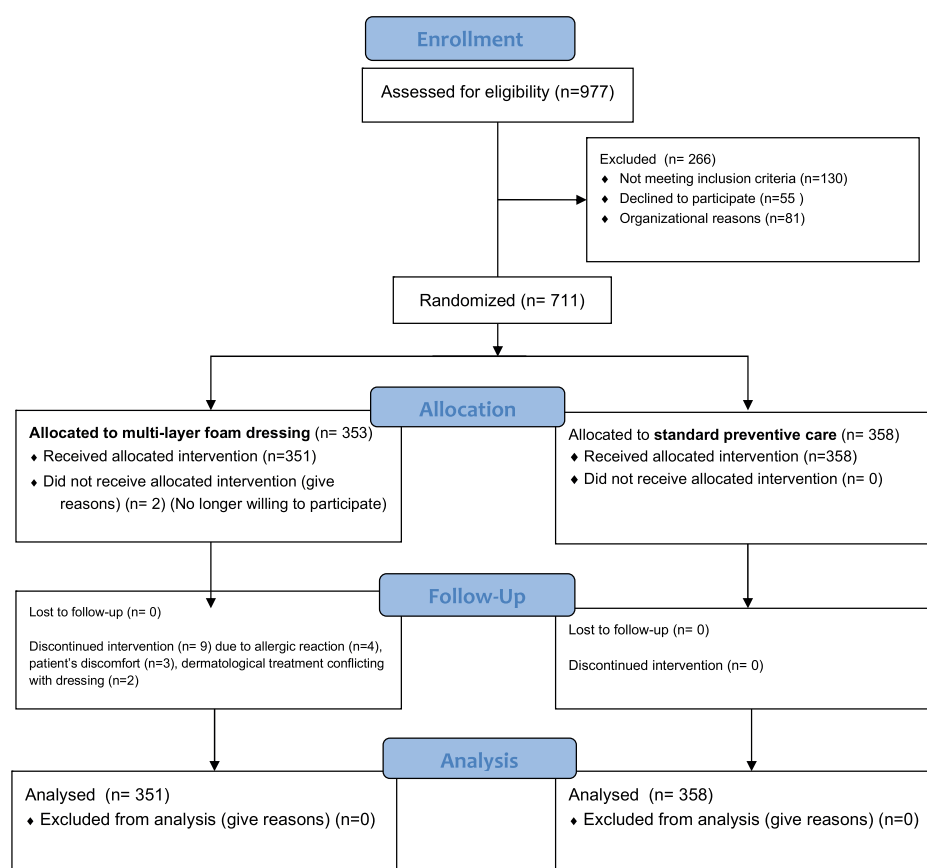 Enrollment
Assessed for eligibility (n=977)
Excluded (n= 266)
♦ Not meeting inclusion criteria (n=130)
♦ Declined to participate (n=55 )
♦ Organizational reasons (n=81)
Randomized (n= 711)
Allocation
Allocated to multi-layer foam dressing (n= 353)
♦ Received allocated intervention (n=351)
♦ Did not receive allocated intervention (give
reasons) (n= 2) (No longer willing to participate)
Allocated to standard preventive care (n= 358)
♦ Received allocated intervention (n=358)
♦ Did not receive allocated intervention (n= 0)
Follow-Up
Lost to follow-up (n= 0)
Discontinued intervention (n= 9) due to allergic reaction (n=4),
patient's discomfort (n=3), dermatological treatment conflicting
with dressing (n=2)
Lost to follow-up (n= 0)
Discontinued intervention (n= 0)
Analysis
Analysed (n= 351)
♦ Excluded from analysis (give reasons) (n=0)
Analysed (n= 358)
♦ Excluded from analysis (give reasons) (n=0)